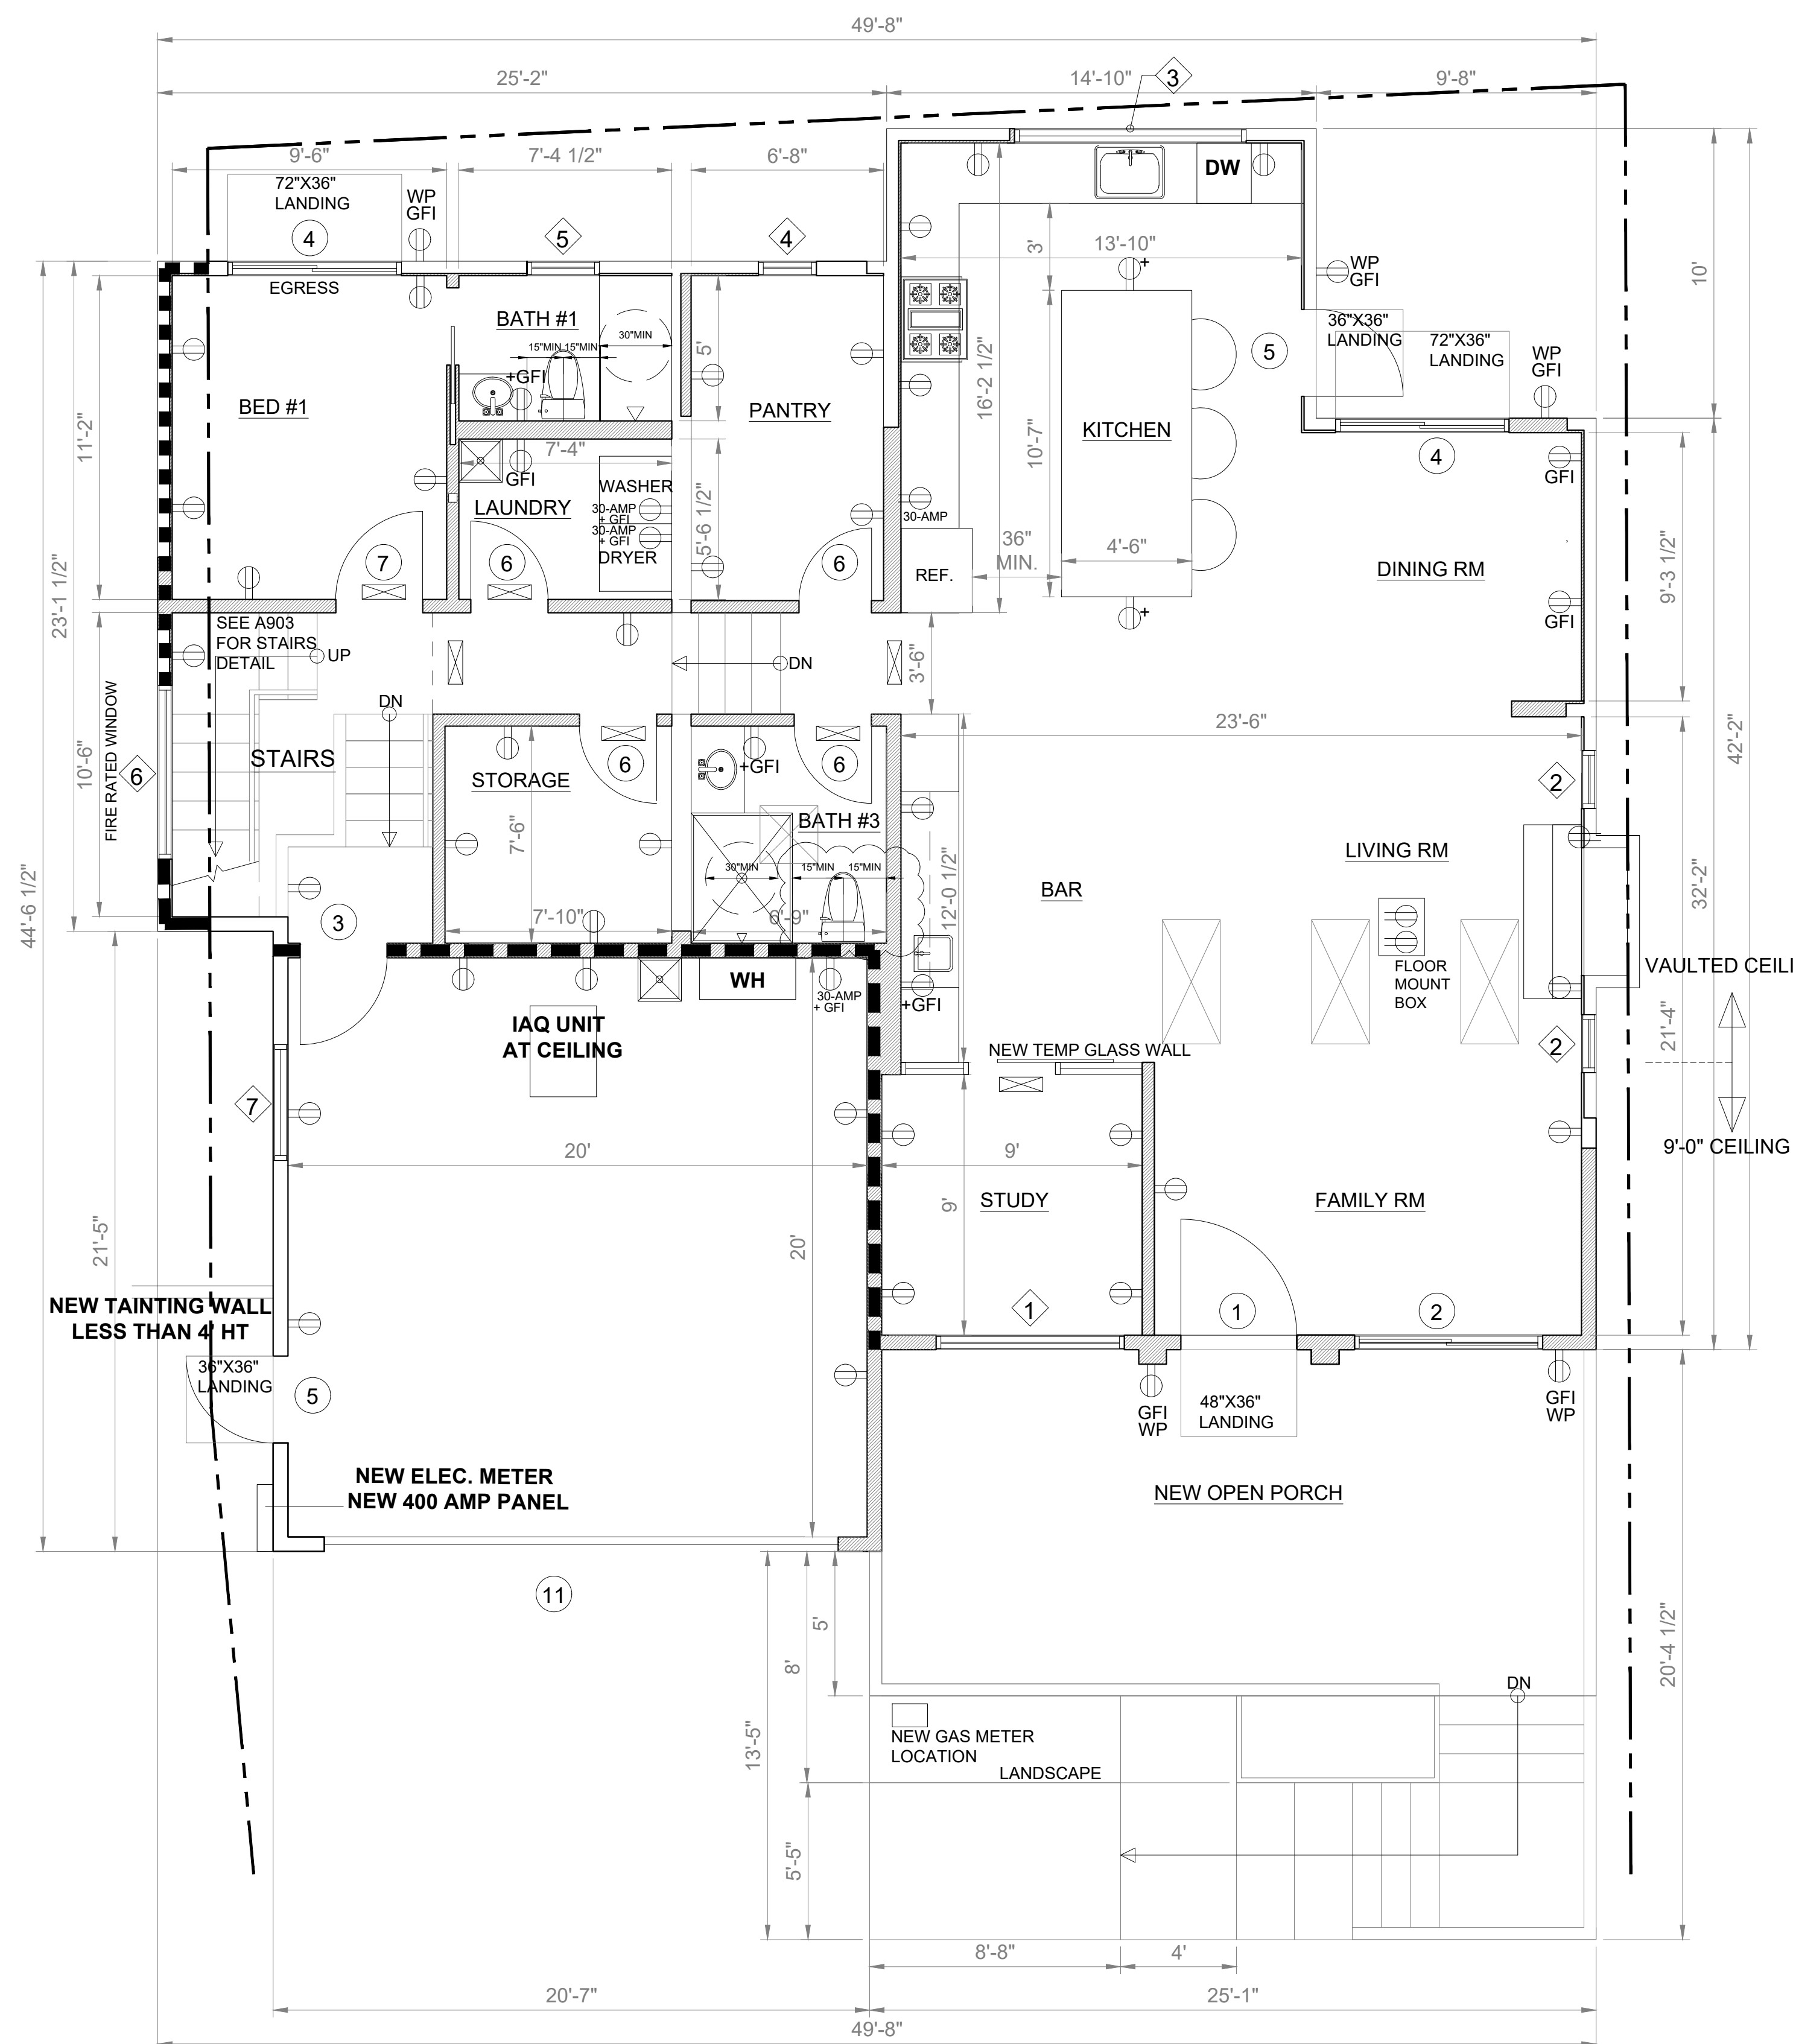 49'-8"
25'-2"
14'-10"
3
9'-8"
9'-6"
7'-4 1/2"
6'-8"
72"X36"
LANDING
4
WP
GFI
5
4
DW
EGRESS
BATH #1
15"MIN
15"MIN
30"MIN
+GFI
5'
BED #1
11'-2"
PANTRY
3'
13'-10"
+
16'-2 1/2"
KITCHEN
10'-7"
5
WP
GFI
36"X36"
LANDING
72"X36"
LANDING
WP
GFI
10'
4
GFI
7'-4"
GFI
LAUNDRY
WASHER
30-AMP
+ GFI
30-AMP
+ GFI
DRYER
5'-6 1/2"
30-AMP
REF.
36"
MIN.
4'-6"
DINING RM
9'-3 1/2"
GFI
7
6
6
+
23'-1 1/2"
SEE A903
FOR STAIRS
DETAIL
UP
DN
DN
3'-6"
23'-6"
42'-2"
FIRE RATED WINDOW
10'-6"
6
STAIRS
STORAGE
6
7'-6"
7'-10"
+GFI
6
BATH #3
30"MIN
15"MIN
15"MIN
6'-9"
12'-0 1/2"
BAR
LIVING RM
2
32'-2"
44'-6 1/2"
3
WH
30-AMP
+ GFI
+GFI
FLOOR
MOUNT
BOX
VAULTED CEILI
IAQ UNIT
AT CEILING
NEW TEMP GLASS WALL
2
21'-4"
9'-0" CEILING
7
20'
9'
STUDY
9'
FAMILY RM
20'
21'-5"
1
1
2
NEW TAINTING WALL
LESS THAN 4' HT
36"X36"
LANDING
5
GFI
WP
48"X36"
LANDING
GFI
WP
NEW ELEC. METER
NEW 400 AMP PANEL
NEW OPEN PORCH
11
5'
8'
13'-5"
5'-5"
20'-4 1/2"
DN
NEW GAS METER
LOCATION
LANDSCAPE
8'-8"
4'
20'-7"
25'-1"
49'-8"